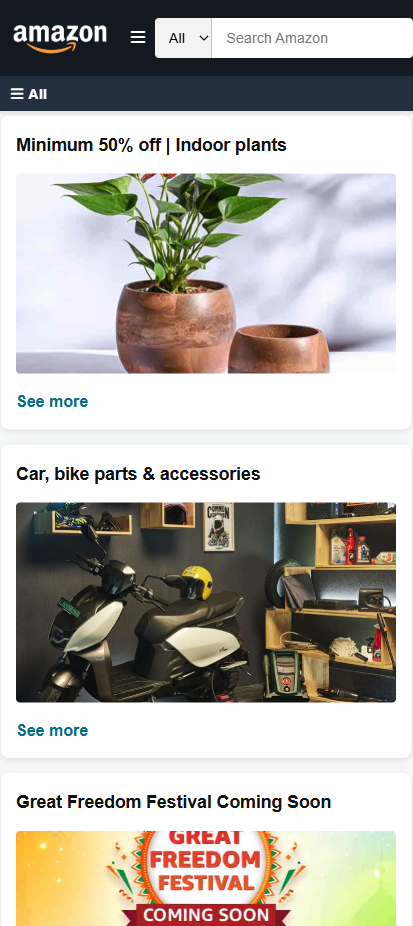 amazon
All
Search Amazon
All
Minimum 50% off | Indoor plants
See more
Car, bike parts & accessories
See more
Great Freedom Festival Coming Soon
GREAT
FREEDOM
FESTIVAL
COMING SOON